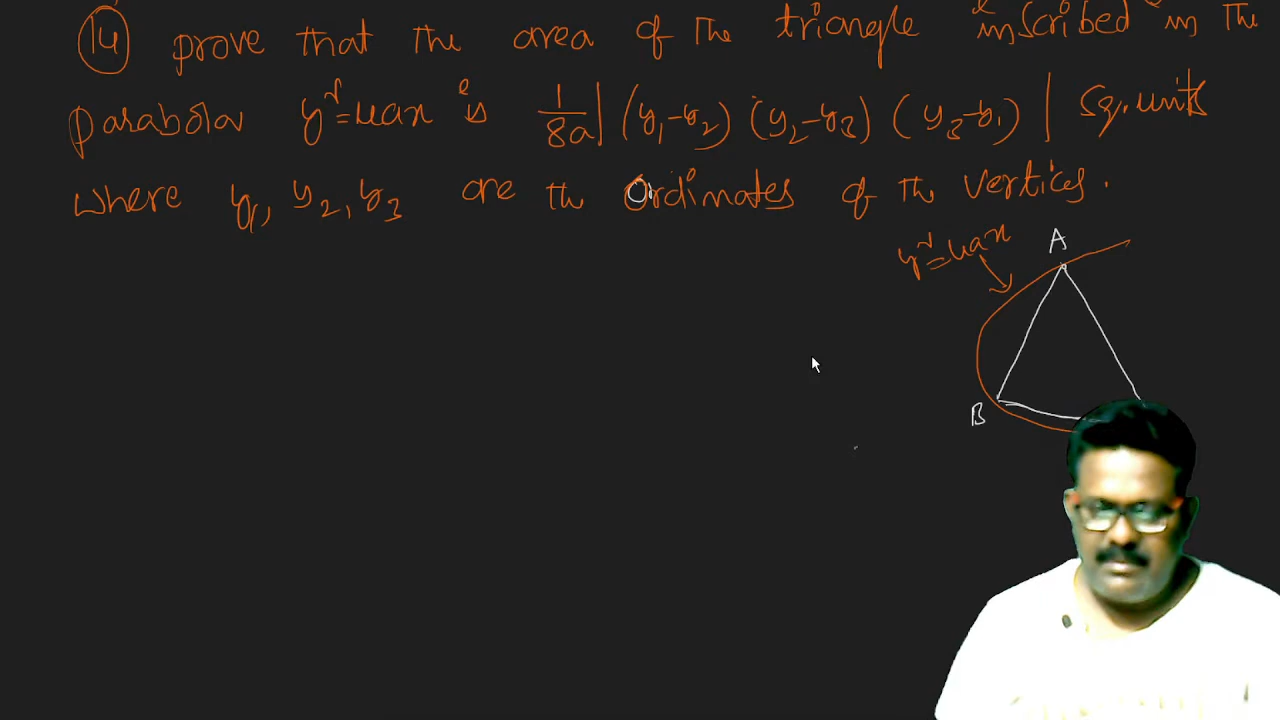 (14) prove that the area of the triangle inscribed in the
parabola y²=4ax is 1/8a |(y₁-y₂) (y₂-y₃) (y₃-y₁)| sq.units
where y₁, y₂, y₃ are the ordinates of the vertices.
y²=4ax
A
B